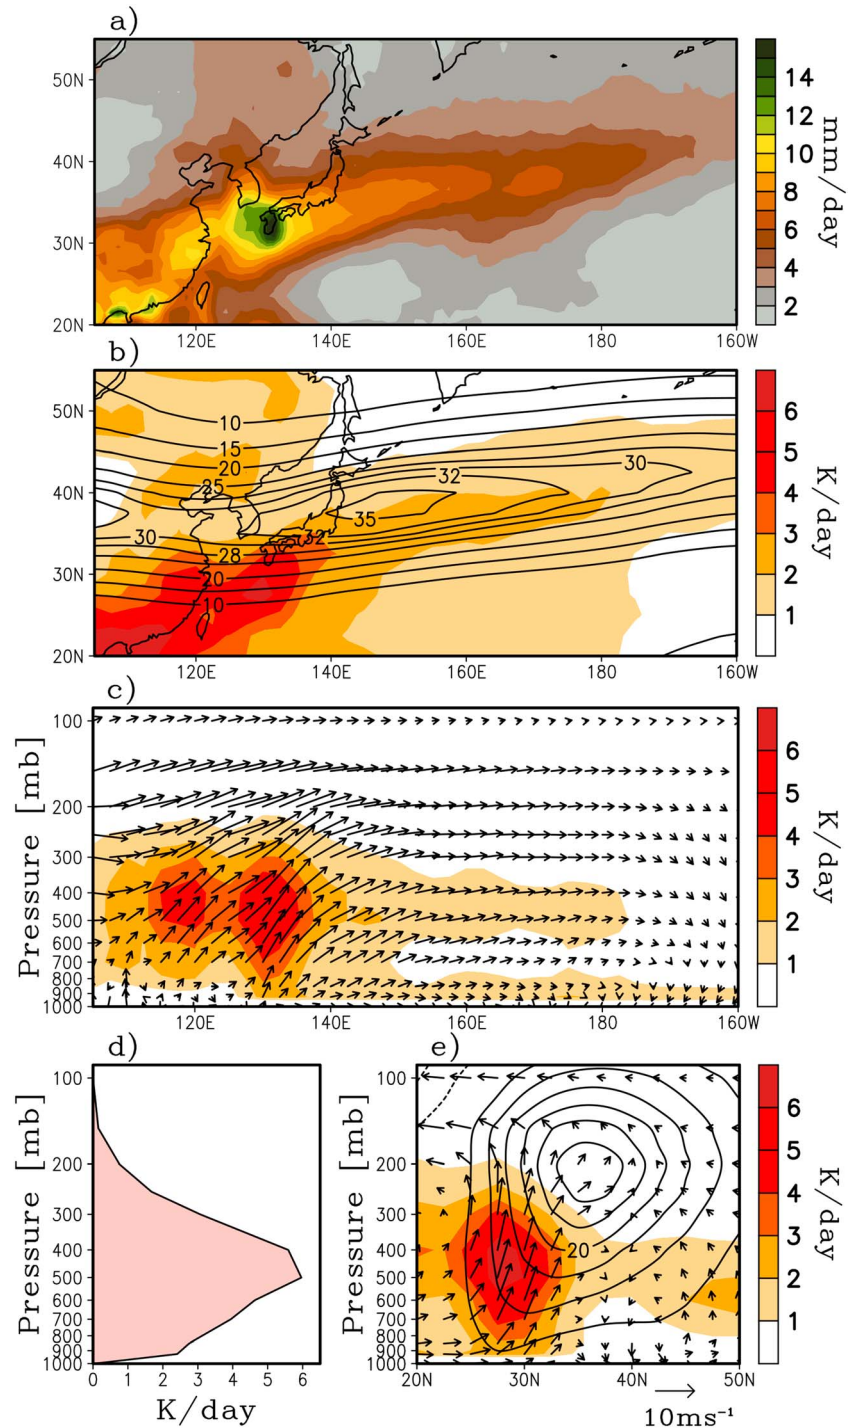 a)
50N
40N
30N
20N
120E 140E 160E 180 160W
14
12
10
8
6
4
2
mm/day
b)
50N
40N
30N
20N
10
15
20
25
30
32
35
30
32
28
20
10
120E 140E 160E 180 160W
6
5
4
3
2
1
K/day
c)
Pressure [mb]
100
200
300
400
500
600
700
800
900
1000
120E 140E 160E 180 160W
6
5
4
3
2
1
K/day
d)
Pressure [mb]
100
200
300
400
500
600
700
800
900
1000
0 1 2 3 4 5 6
K/day
e)
Pressure [mb]
100
200
300
400
500
600
700
800
900
1000
20
20N 30N 40N 50N
10ms⁻¹
6
5
4
3
2
1
K/day